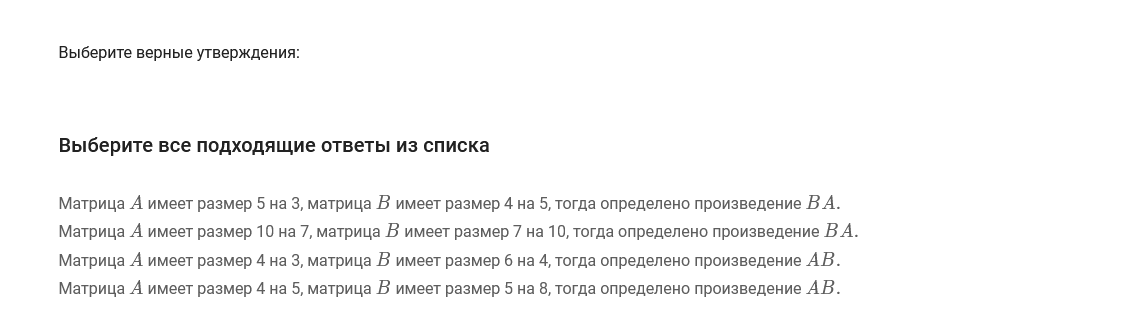 Выберите верные утверждения:
Выберите все подходящие ответы из списка
Матрица A имеет размер 5 на 3, матрица B имеет размер 4 на 5, тогда определено произведение BA.
Матрица A имеет размер 10 на 7, матрица B имеет размер 7 на 10, тогда определено произведение BA.
Матрица A имеет размер 4 на 3, матрица B имеет размер 6 на 4, тогда определено произведение AB.
Матрица A имеет размер 4 на 5, матрица B имеет размер 5 на 8, тогда определено произведение AB.